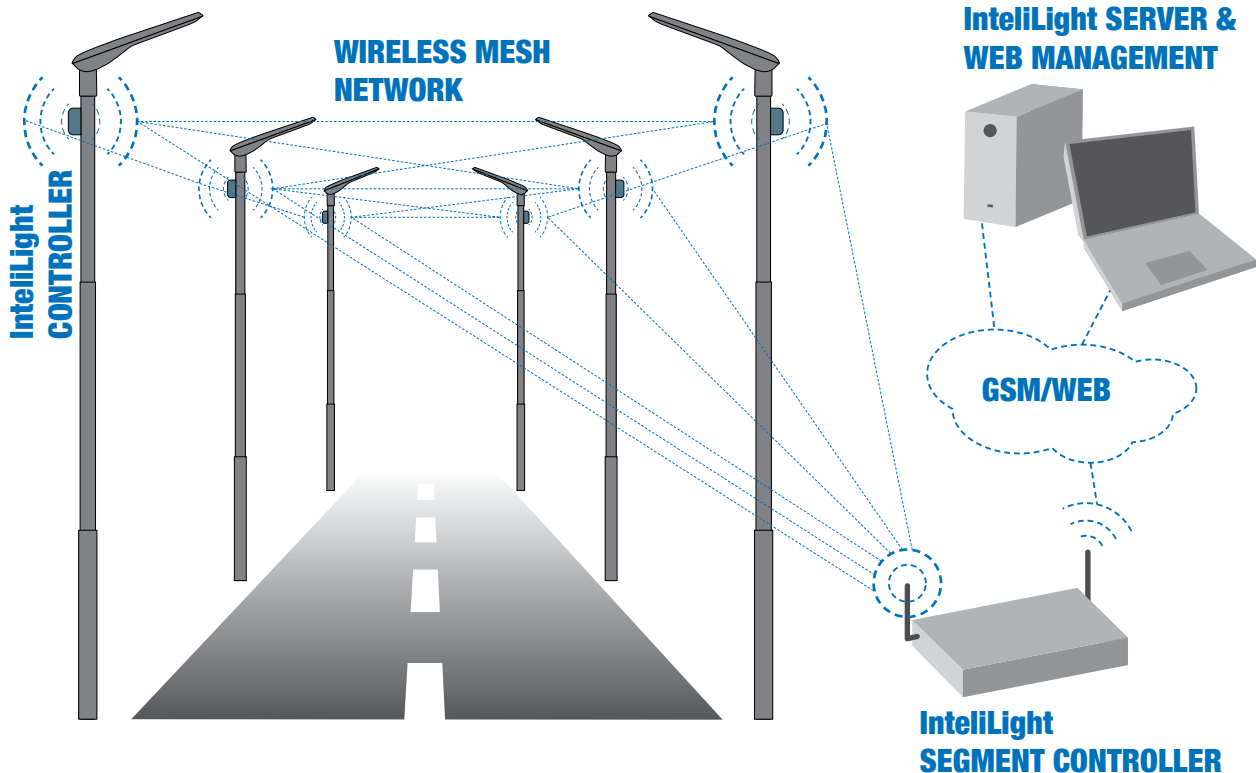 WIRELESS MESH
NETWORK
InteliLight SERVER &
WEB MANAGEMENT
InteliLight
CONTROLLER
GSM/WEB
InteliLight
SEGMENT CONTROLLER